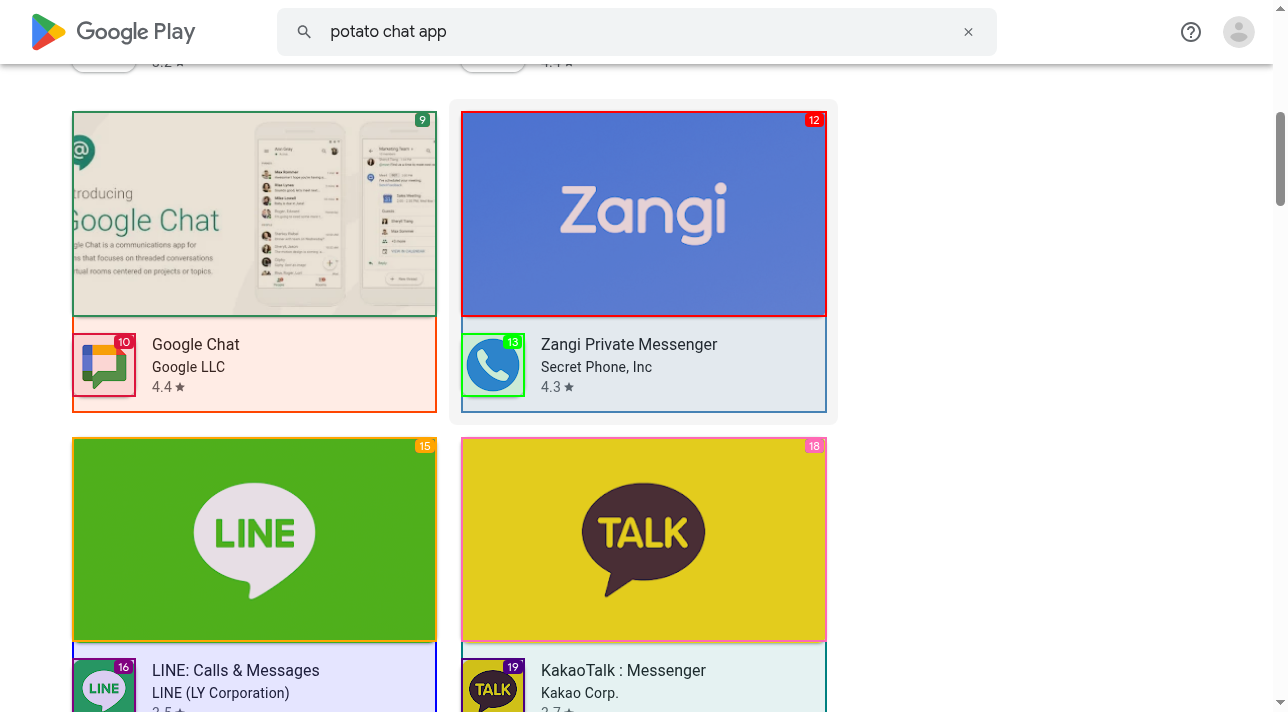 Google Play
potato chat app
9
troducing
Google Chat
gle Chat is a communications app for
ms that focuses on threaded conversations
rtual rooms centered on projects or topics.
12
Zangi
10
Google Chat
Google LLC
4.4
13
Zangi Private Messenger
Secret Phone, Inc
4.3
15
LINE
18
TALK
16
LINE
LINE: Calls & Messages
LINE (LY Corporation)
19
TALK
KakaoTalk : Messenger
Kakao Corp.